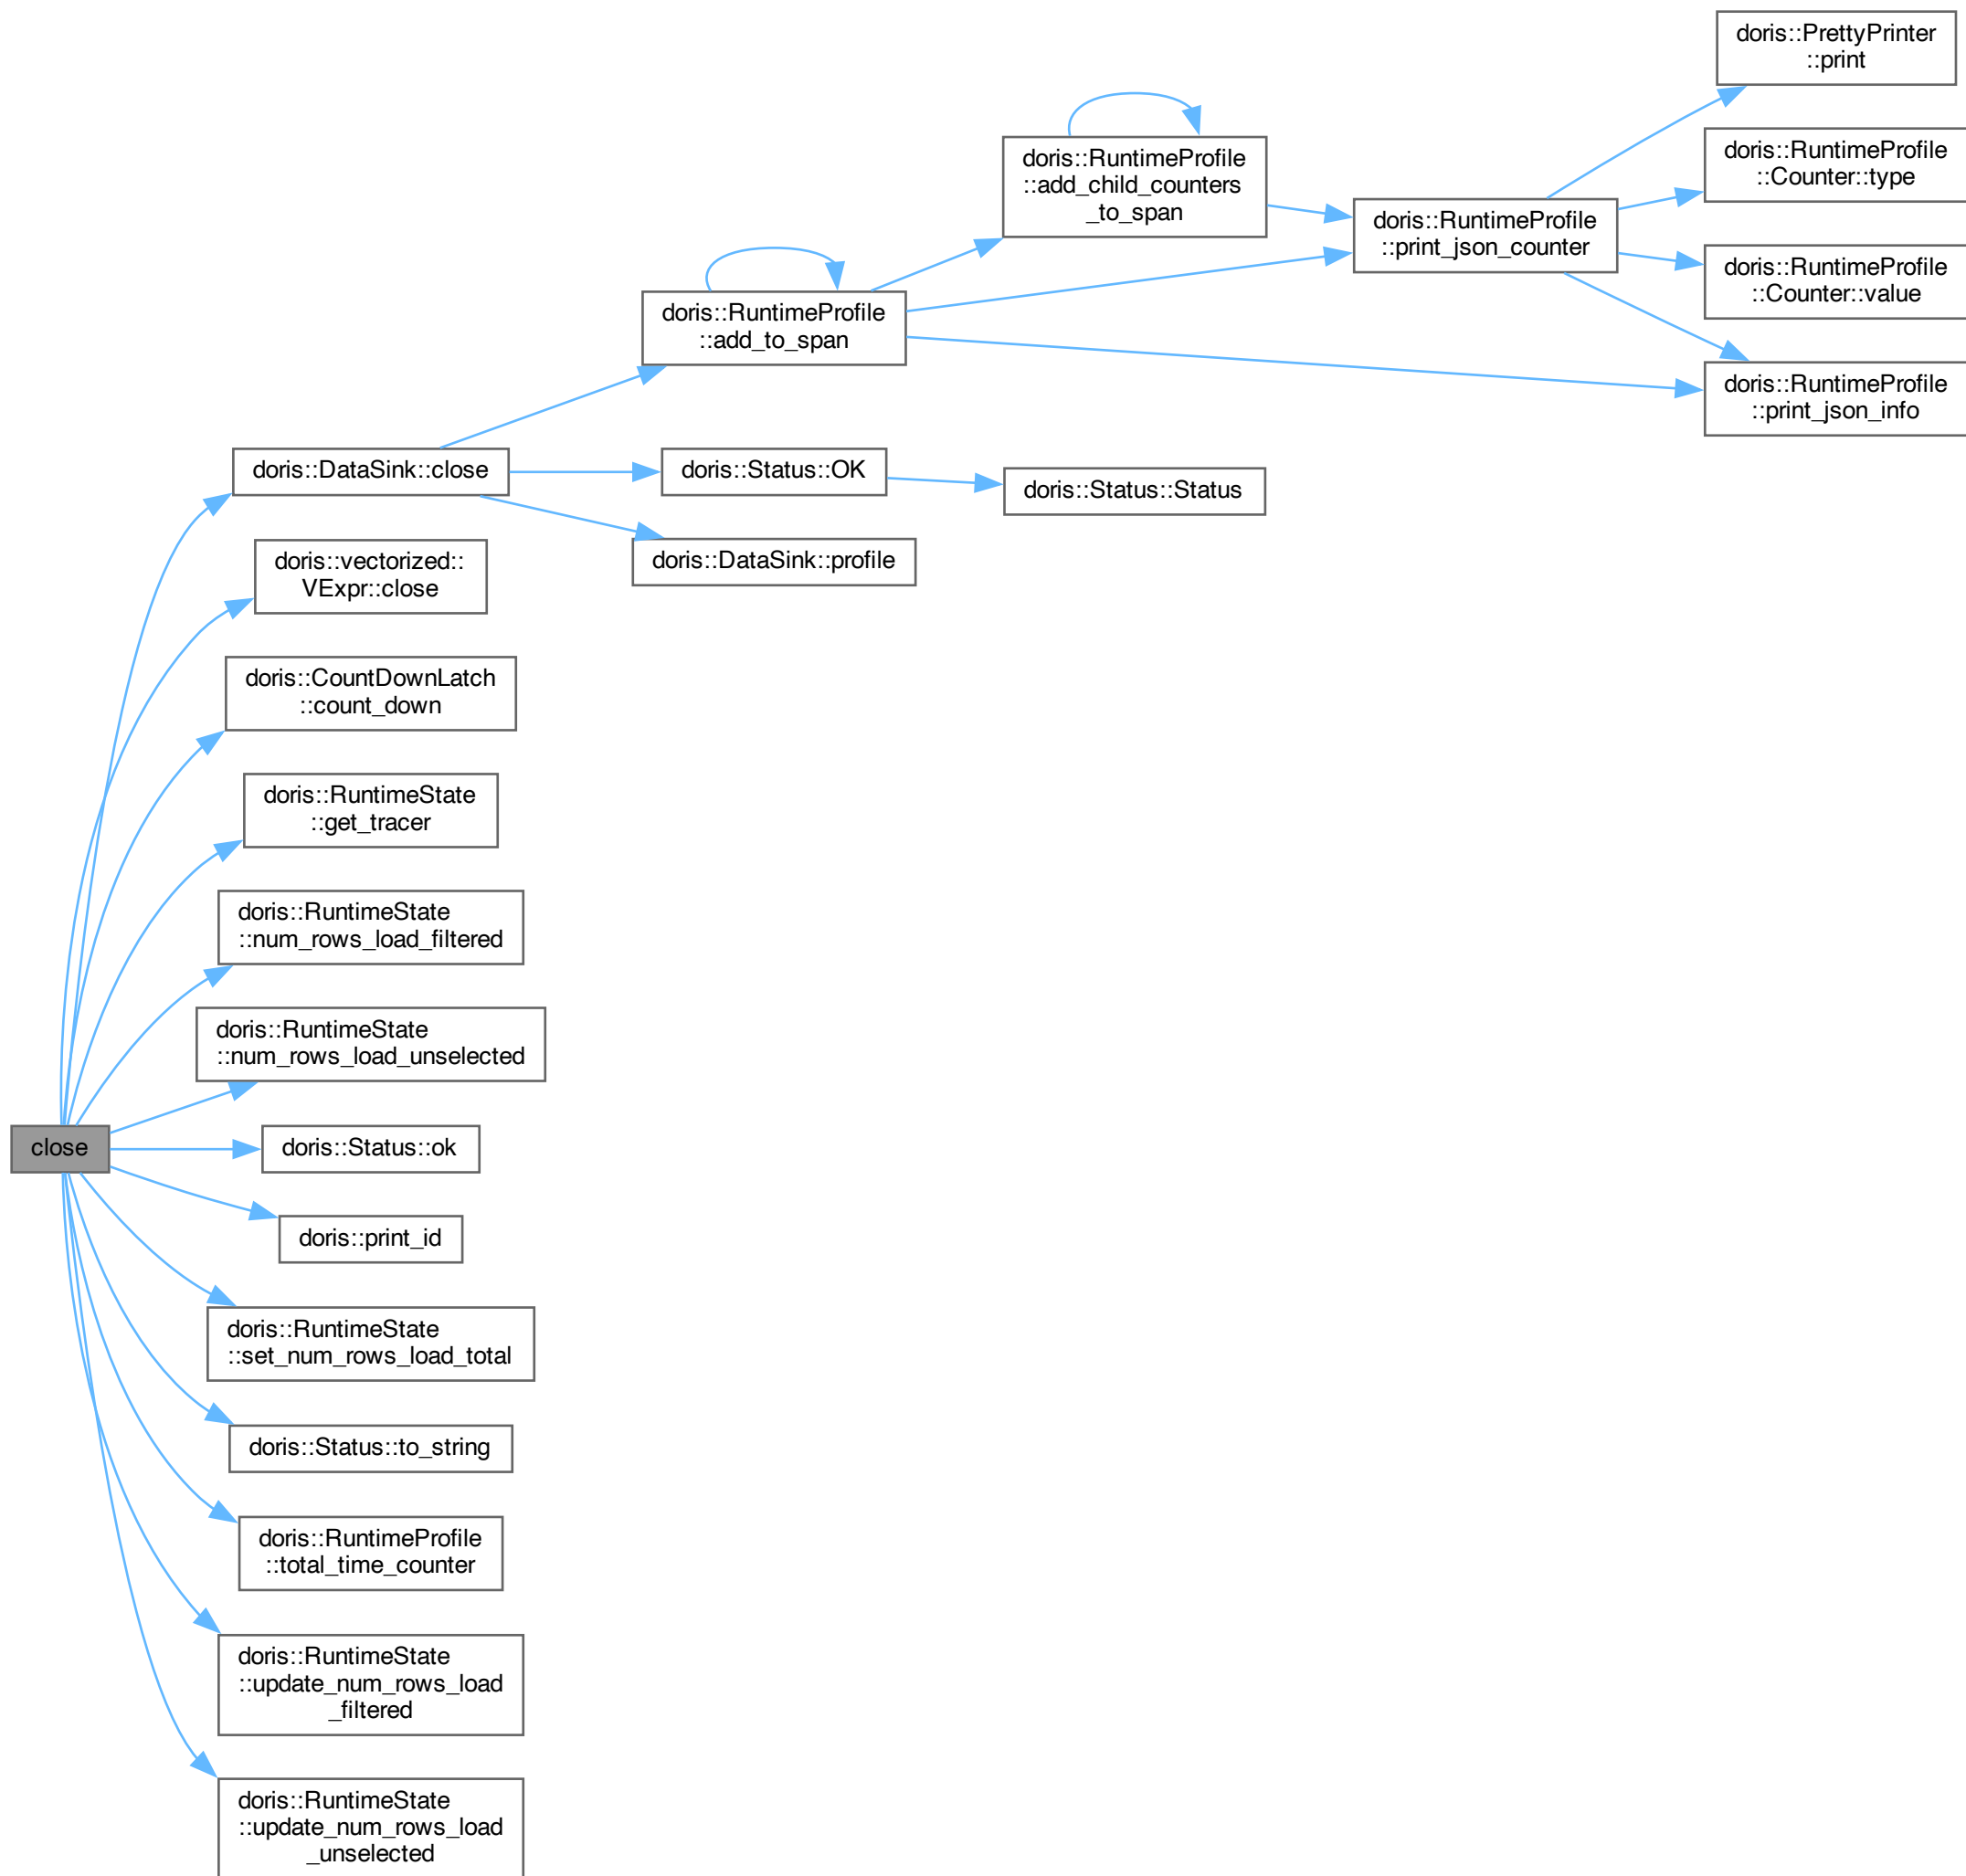 doris::PrettyPrinter
::print
doris::RuntimeProfile
::Counter::type
doris::RuntimeProfile
::add_child_counters
_to_span
doris::RuntimeProfile
::print_json_counter
doris::RuntimeProfile
::Counter::value
doris::RuntimeProfile
::add_to_span
doris::RuntimeProfile
::print_json_info
doris::DataSink::close
doris::Status::OK
doris::Status::Status
doris::DataSink::profile
doris::vectorized::
VExpr::close
doris::CountDownLatch
::count_down
doris::RuntimeState
::get_tracer
doris::RuntimeState
::num_rows_load_filtered
doris::RuntimeState
::num_rows_load_unselected
close
doris::Status::ok
doris::print_id
doris::RuntimeState
::set_num_rows_load_total
doris::Status::to_string
doris::RuntimeProfile
::total_time_counter
doris::RuntimeState
::update_num_rows_load
_filtered
doris::RuntimeState
::update_num_rows_load
_unselected